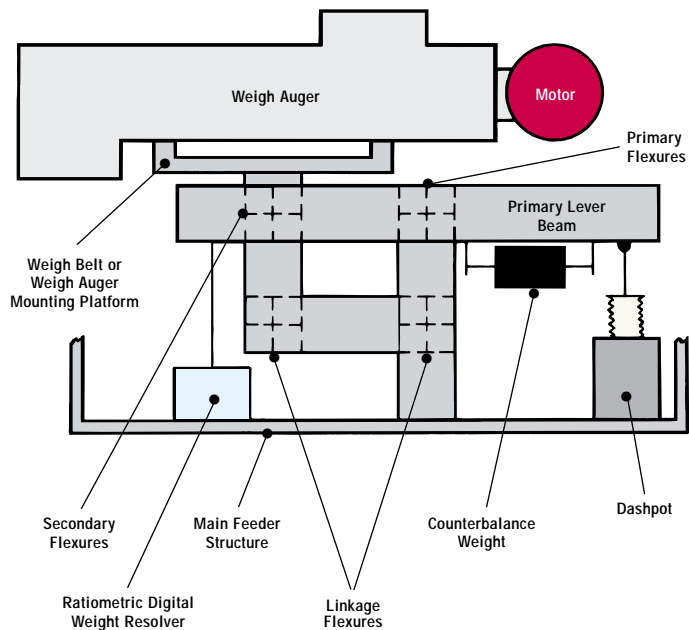 Weigh Auger
Motor
Primary
Flexures
Primary Lever
Beam
Weigh Belt or
Weigh Auger
Mounting Platform
Secondary
Flexures
Main Feeder
Structure
Counterbalance
Weight
Dashpot
Ratiometric Digital
Weight Resolver
Linkage
Flexures